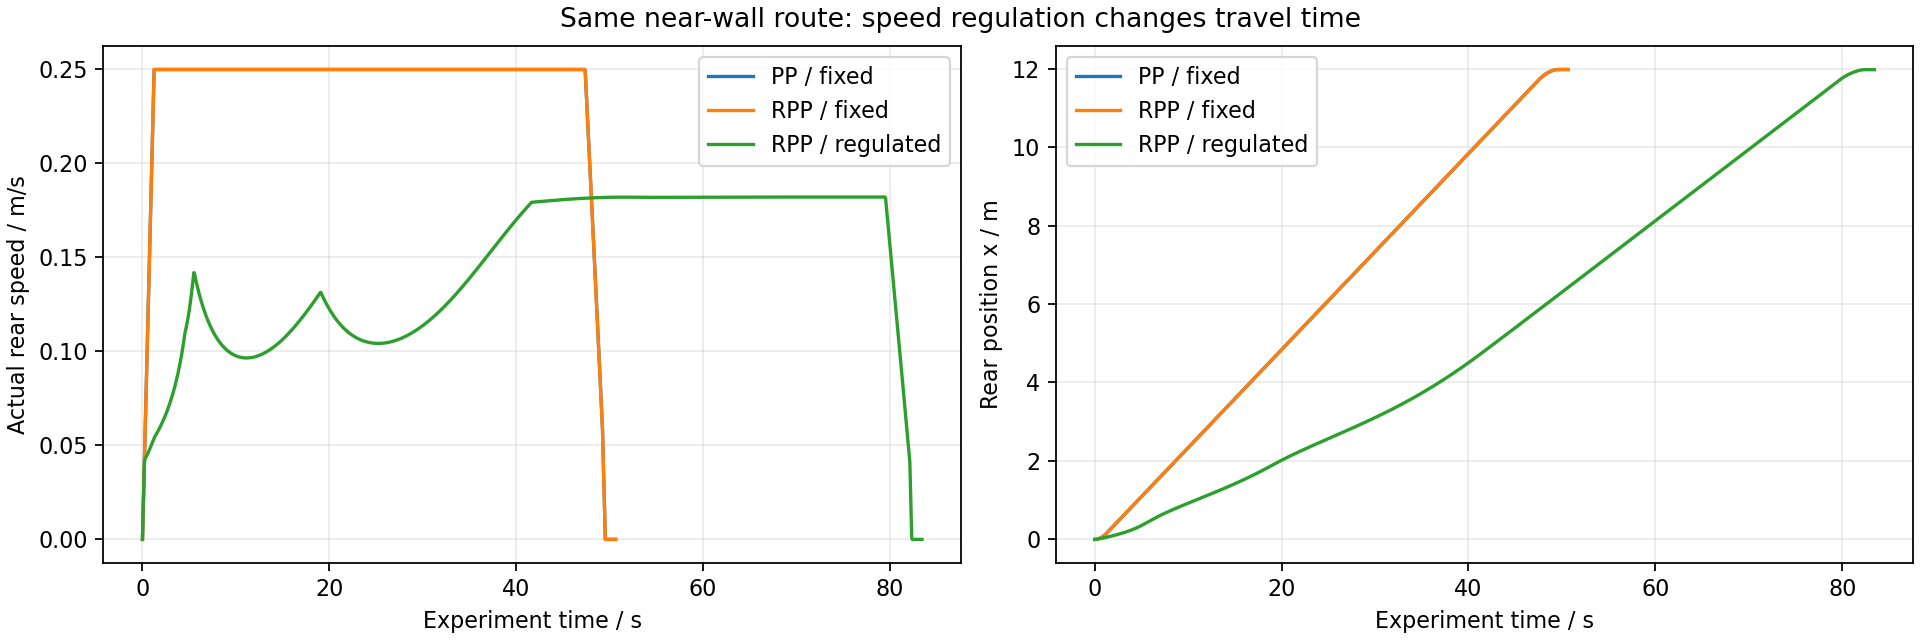 Same near-wall route: speed regulation changes travel time
Actual rear speed / m/s
0.25
0.20
0.15
0.10
0.05
0.00
PP / fixed
RPP / fixed
RPP / regulated
0 20 40 60 80
Experiment time / s
Rear position x / m
12
10
8
6
4
2
0
PP / fixed
RPP / fixed
RPP / regulated
0 20 40 60 80
Experiment time / s